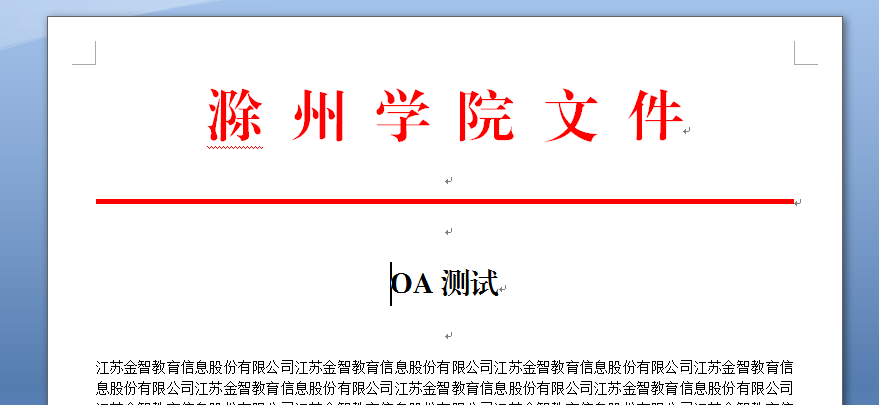 滁州学院文件
OA 测试
江苏金智教育信息股份有限公司江苏金智教育信息股份有限公司江苏金智教育信息股份有限公司江苏金智教育信
息股份有限公司江苏金智教育信息股份有限公司江苏金智教育信息股份有限公司江苏金智教育信息股份有限公司